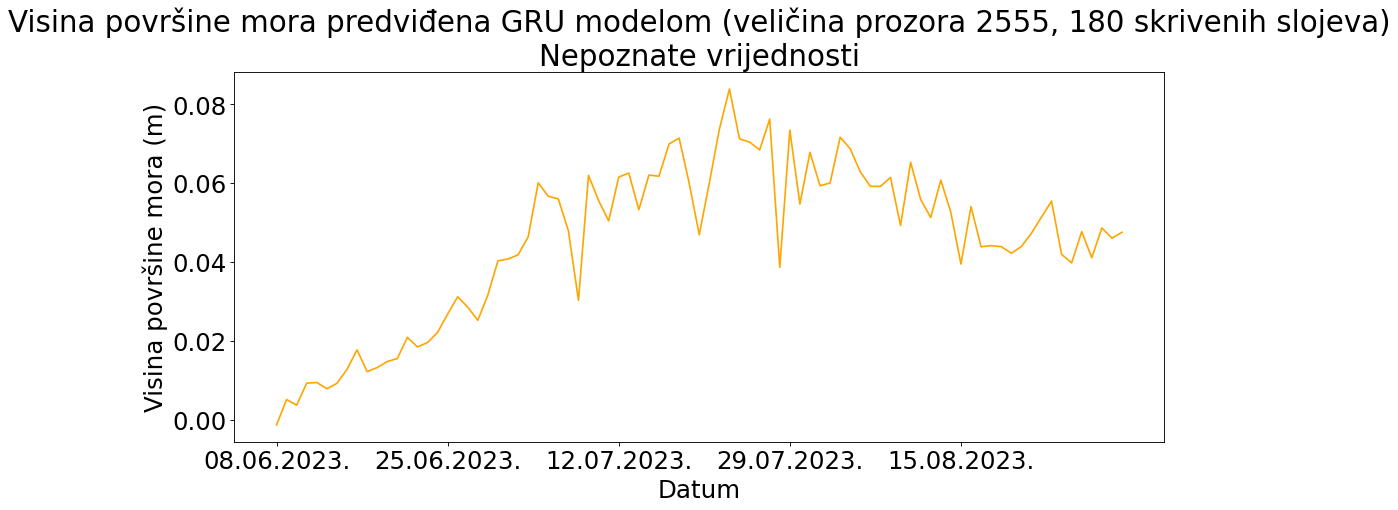 Visina površine mora predviđena GRU modelom (veličina prozora 2555, 180 skrivenih slojeva)
Nepoznate vrijednosti
Visina površine mora (m)
0.08
0.06
0.04
0.02
0.00
08.06.2023. 25.06.2023. 12.07.2023. 29.07.2023. 15.08.2023.
Datum